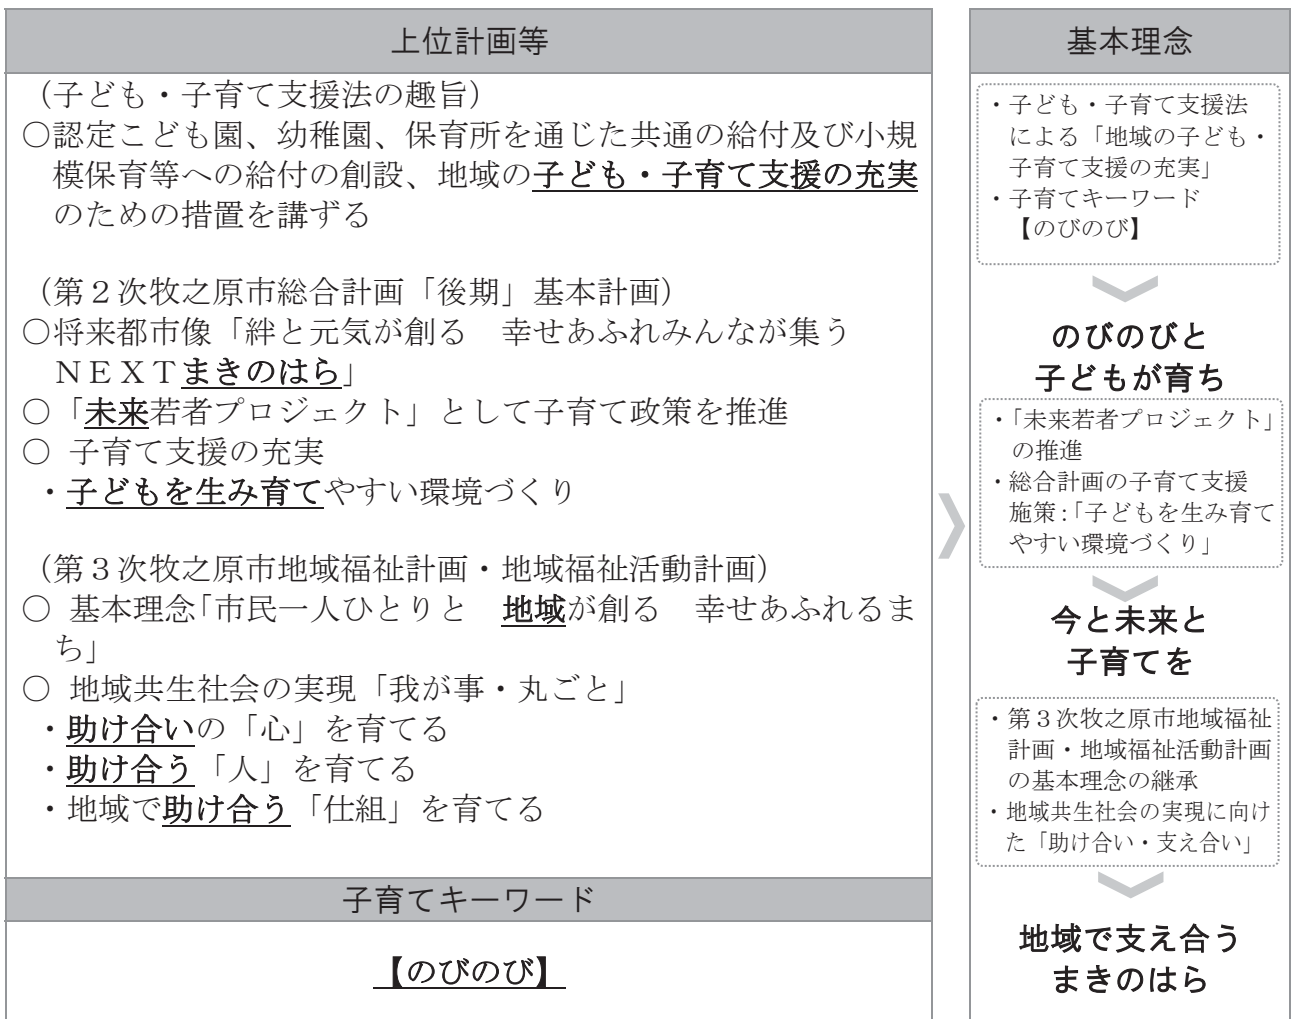 上位計画等
（子ども・子育て支援法の趣旨）
○認定こども園、幼稚園、保育所を通じた共通の給付及び小規
模保育等への給付の創設、地域の子ども・子育て支援の充実
のための措置を講ずる
（第２次牧之原市総合計画「後期」基本計画）
○将来都市像「絆と元気が創る　幸せあふれみんなが集う
ＮＥＸＴまきのはら」
○「未来若者プロジェクト」として子育て政策を推進
○ 子育て支援の充実
・子どもを生み育てやすい環境づくり
（第３次牧之原市地域福祉計画・地域福祉活動計画）
○ 基本理念「市民一人ひとりと　地域が創る　幸せあふれるま
ち」
○ 地域共生社会の実現「我が事・丸ごと」
・助け合いの「心」を育てる
・助け合う「人」を育てる
・地域で助け合う「仕組」を育てる
子育てキーワード
【のびのび】
基本理念
・子ども・子育て支援法
による「地域の子ども・
子育て支援の充実」
・子育てキーワード
【のびのび】
のびのびと
子どもが育ち
・「未来若者プロジェクト」
の推進
・総合計画の子育て支援
施策：「子どもを生み育て
やすい環境づくり」
今と未来と
子育てを
・第３次牧之原市地域福祉
計画・地域福祉活動計画
の基本理念の継承
・地域共生社会の実現に向け
た「助け合い・支え合い」
地域で支え合う
まきのはら